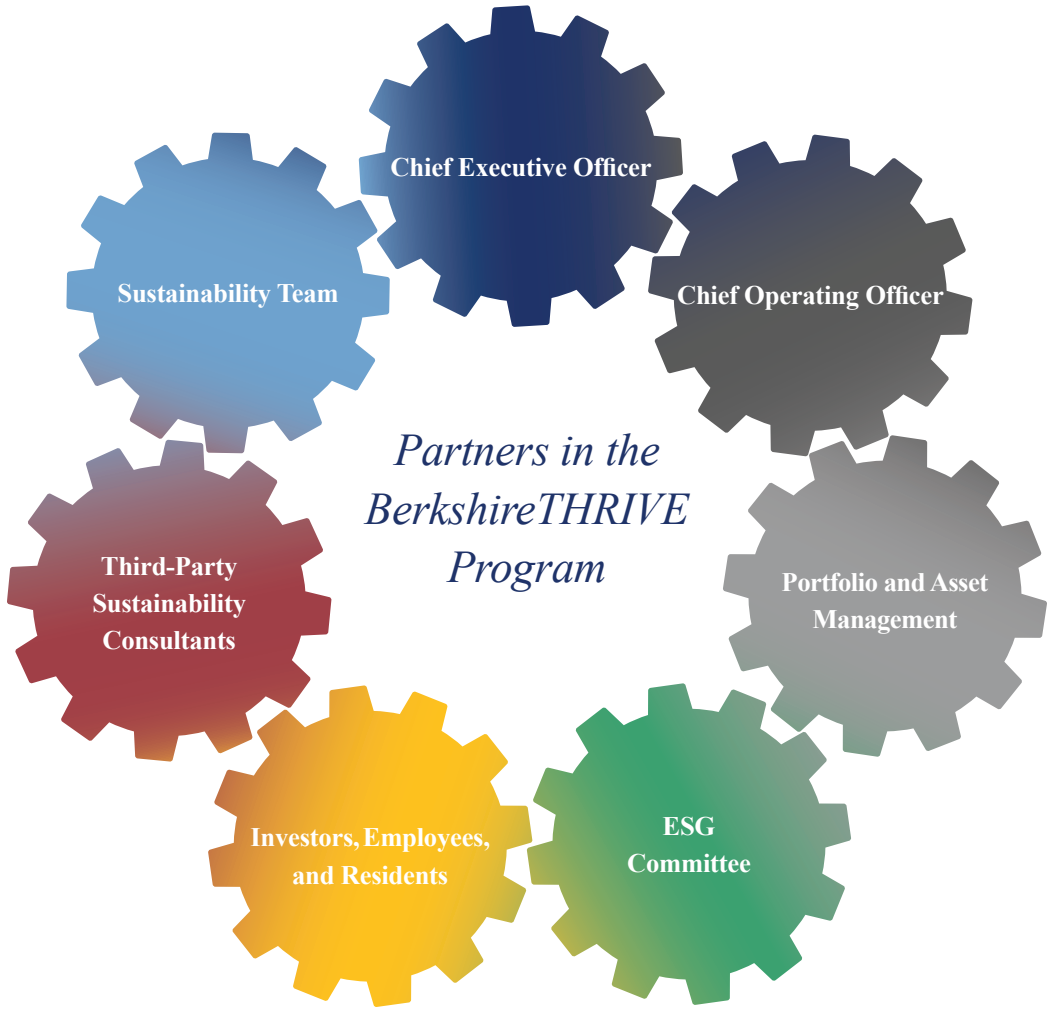 Chief Executive Officer
Sustainability Team
Chief Operating Officer
Partners in the
BerkshireTHRIVE
Program
Third-Party
Sustainability
Consultants
Portfolio and Asset
Management
Investors, Employees,
and Residents
ESG
Committee